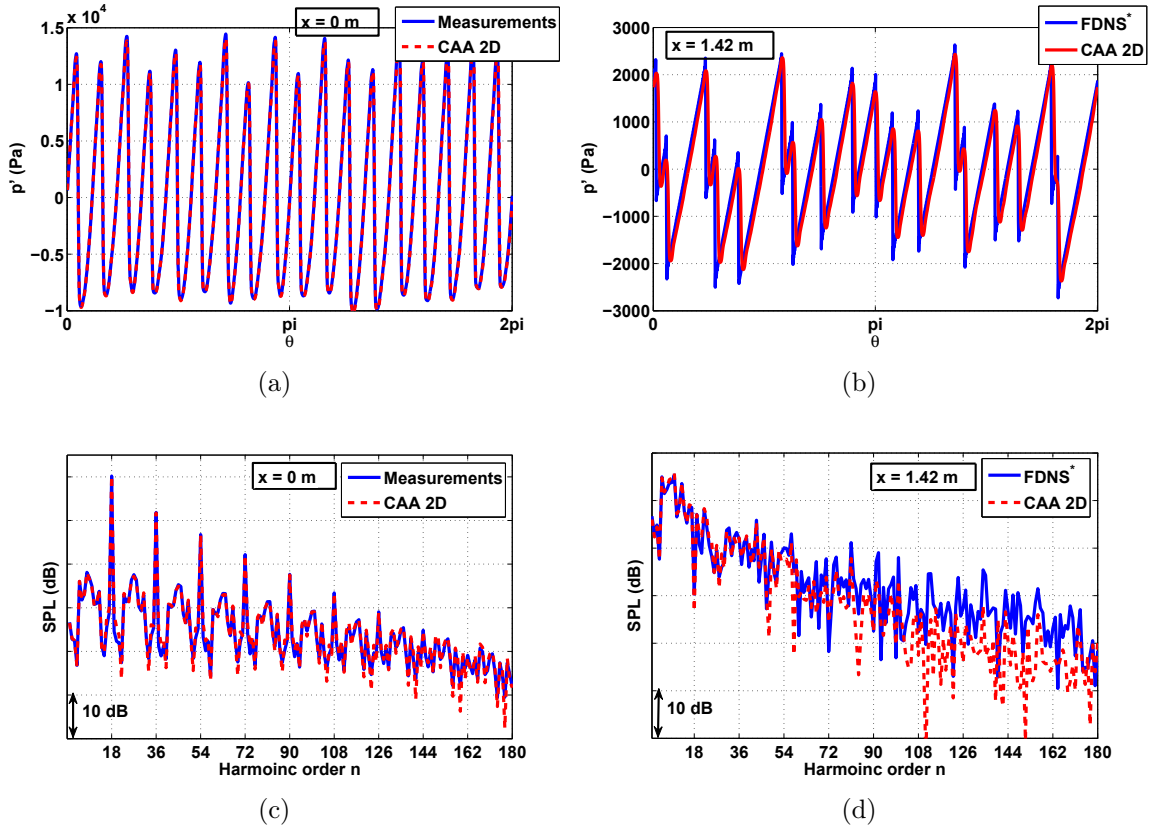 x 10⁴
x = 0 m
Measurements
CAA 2D
1.5
1
0.5
0
−0.5
−1
p' (Pa)
0 pi 2pi
θ
(a)
x = 1.42 m
FDNS*
CAA 2D
3000
2000
1000
0
−1000
−2000
−3000
p' (Pa)
0 pi 2pi
θ
(b)
x = 0 m
Measurements
CAA 2D
SPL (dB)
10 dB
18 36 54 72 90 108 126 144 162 180
Harmoinc order n
(c)
x = 1.42 m
FDNS*
CAA 2D
SPL (dB)
10 dB
18 36 54 72 90 108 126 144 162 180
Harmoinc order n
(d)